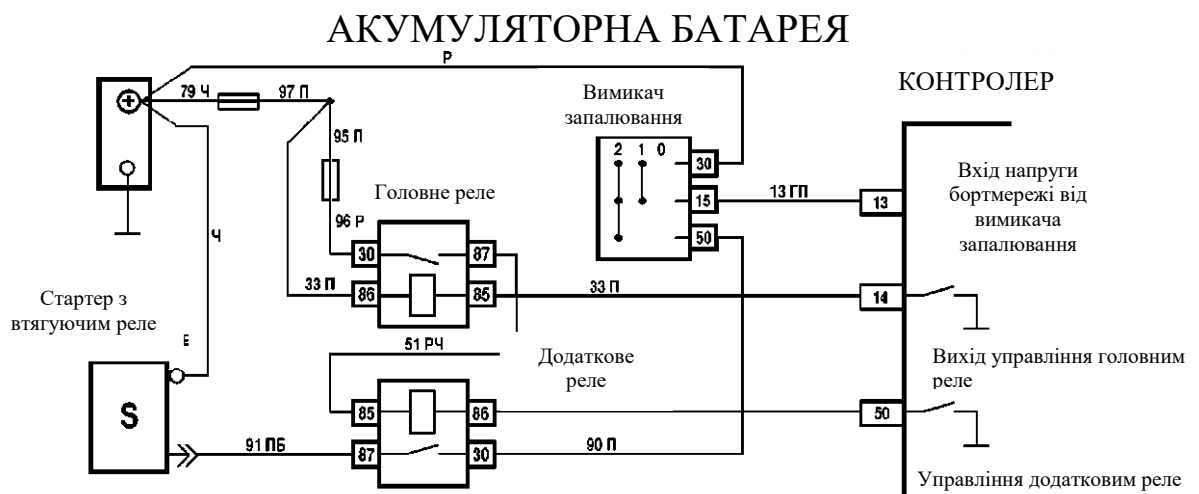 АКУМУЛЯТОРНА БАТАРЕЯ
Р
КОНТРОЛЕР
79 Ч
97 П
Вимикач
запалювання
95 П
2 1 0
30
Головне реле
15
13 ГП
13
Вхід напруги
бортмережі від
вимикача
запалювання
96 Р
Ч
50
30
87
33 П
86
85
33 П
14
Стартер з
втягуючим реле
Е
51 РЧ
Додаткове
реле
Вихід управління головним
реле
S
85
86
50
91 ПБ
87
30
90 П
Управління додатковим реле